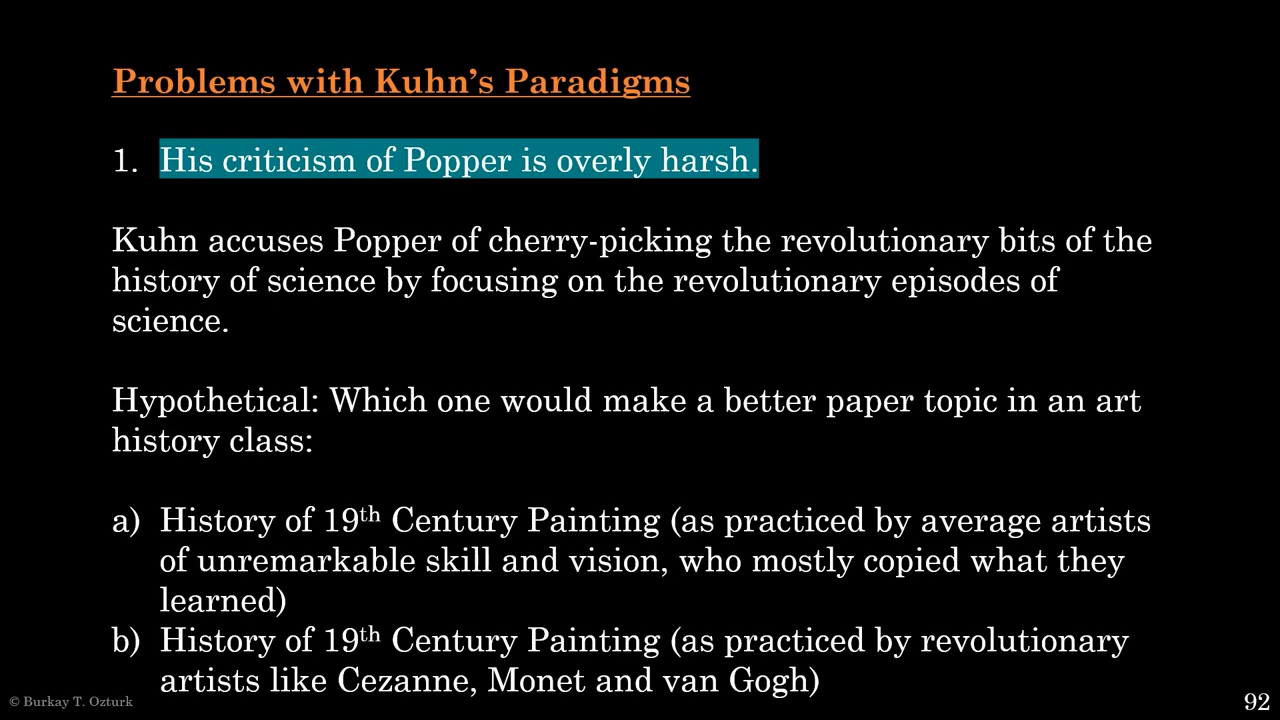 Problems with Kuhn’s Paradigms
1. His criticism of Popper is overly harsh.
Kuhn accuses Popper of cherry-picking the revolutionary bits of the
history of science by focusing on the revolutionary episodes of
science.
Hypothetical: Which one would make a better paper topic in an art
history class:
a) History of 19th Century Painting (as practiced by average artists
of unremarkable skill and vision, who mostly copied what they
learned)
b) History of 19th Century Painting (as practiced by revolutionary
artists like Cezanne, Monet and van Gogh)
© Burkay T. Ozturk
92